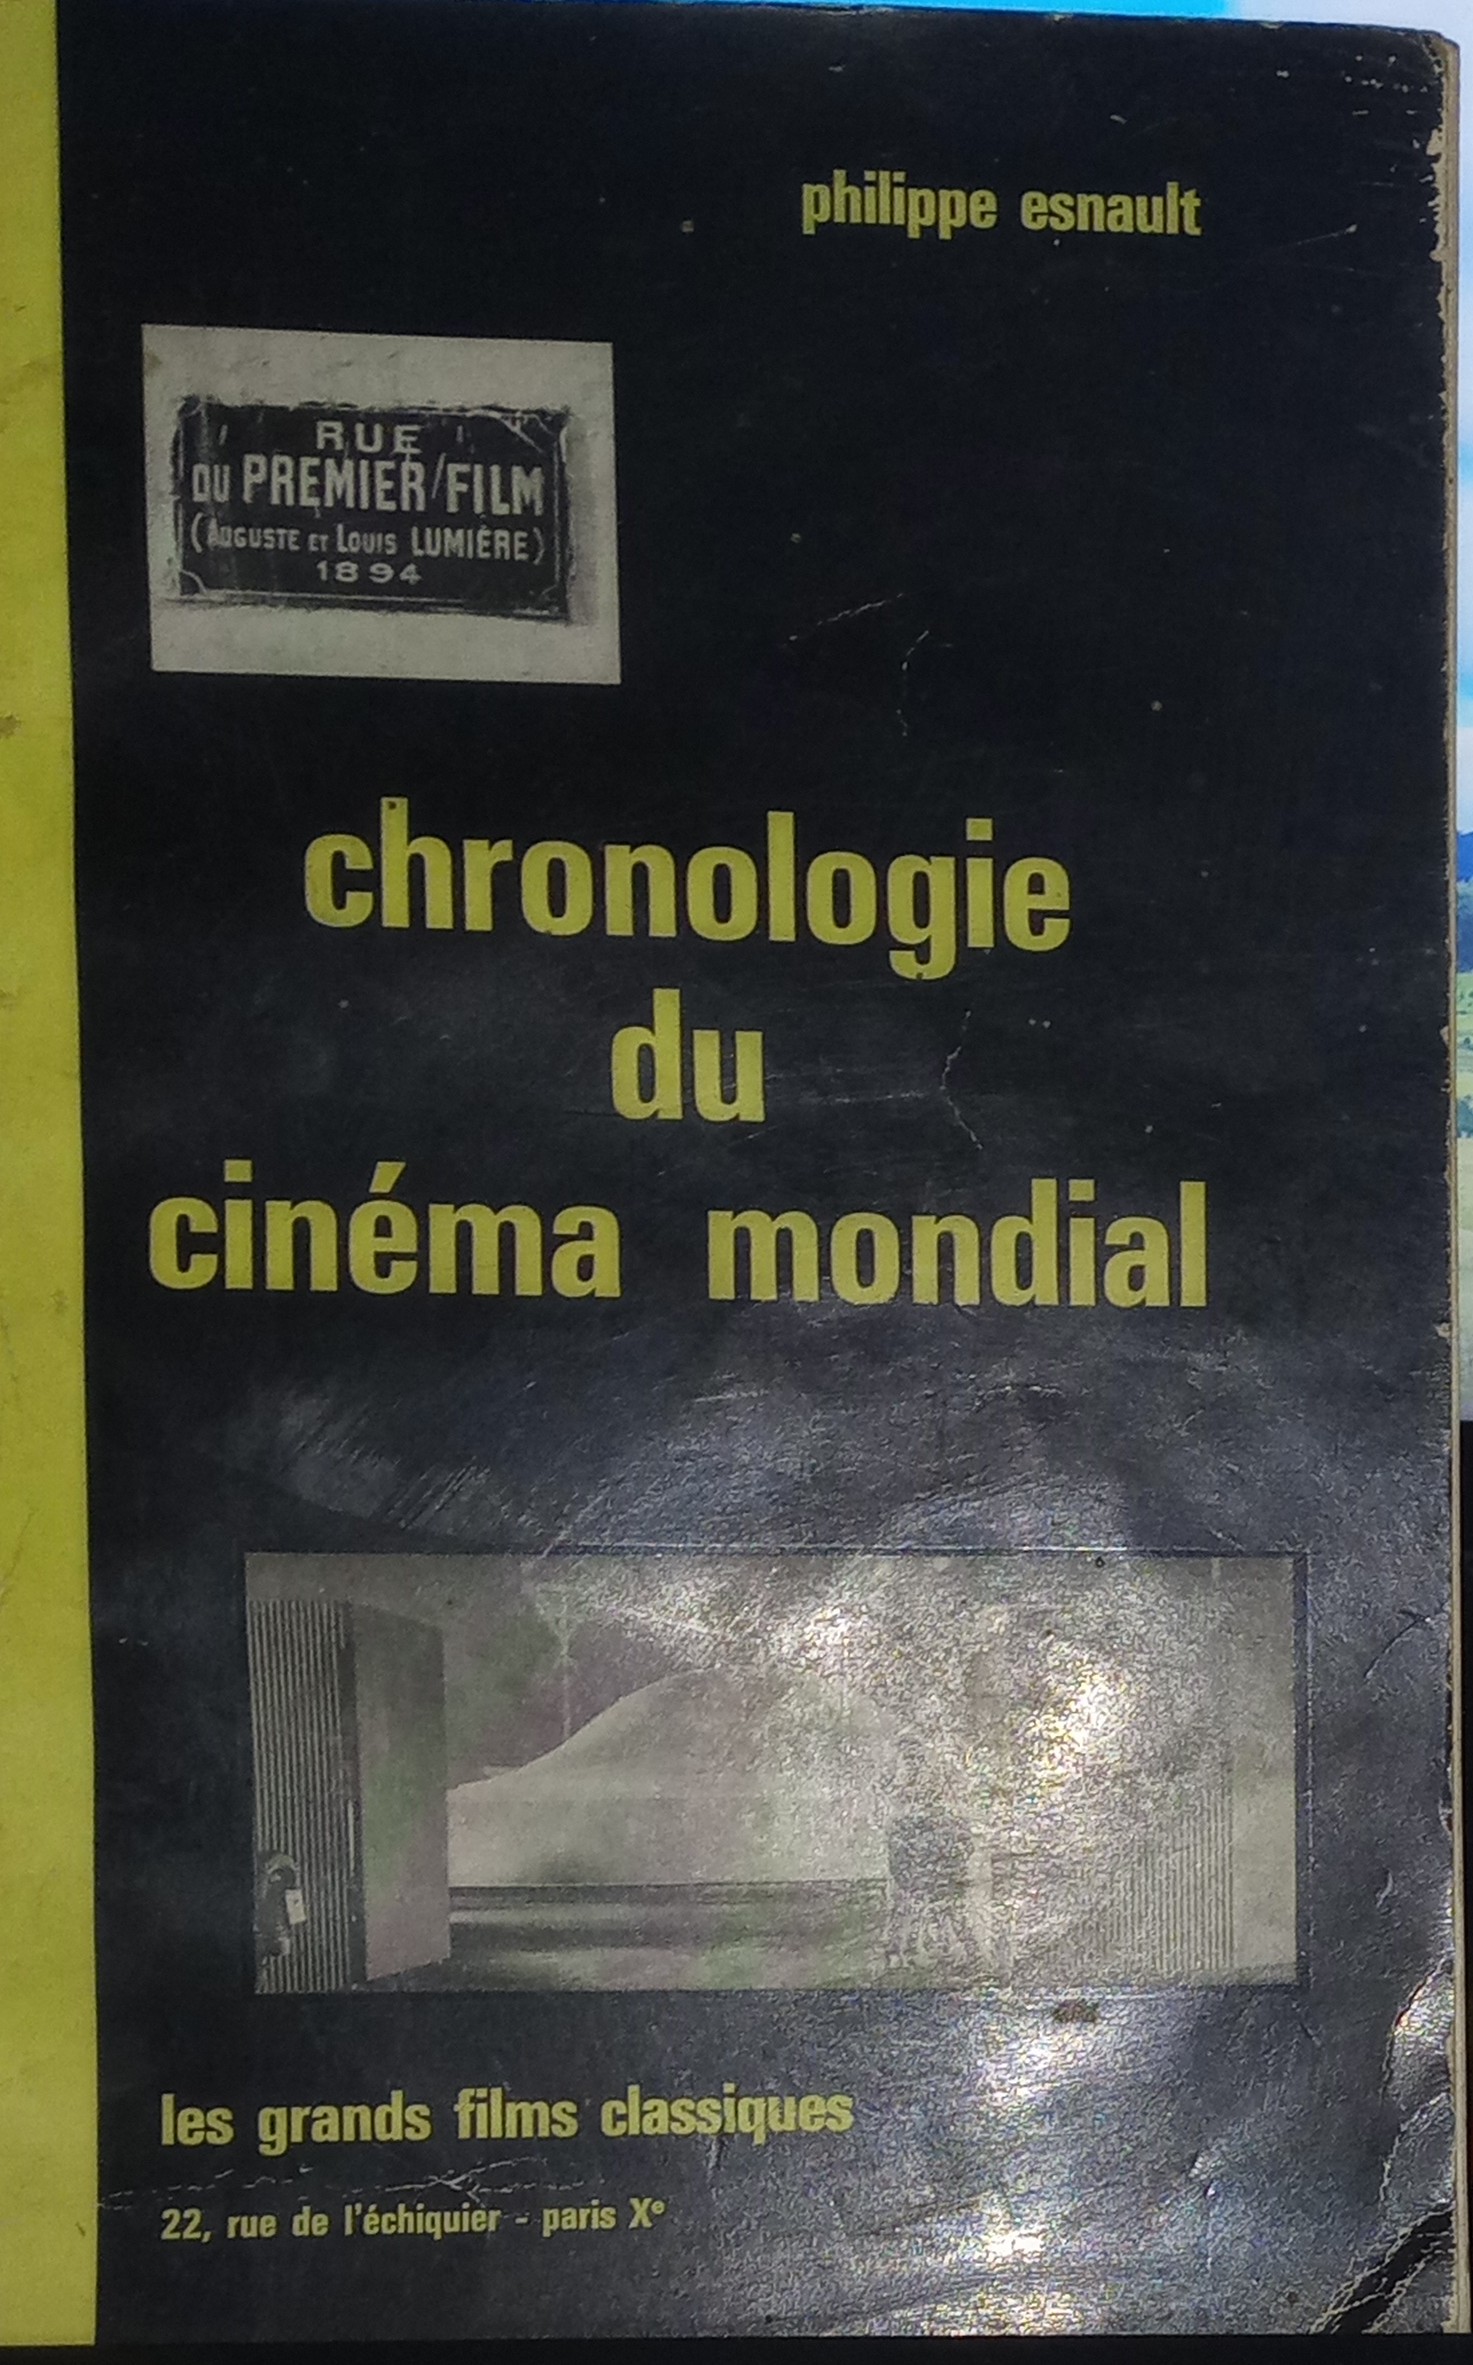 philippe esnault
RUE
DU PREMIER/FILM
(AUGUSTE ET LOUIS LUMIÈRE)
1894
chronologie
du
cinéma mondial
les grands films classiques
22, rue de l'échiquier - paris Xe